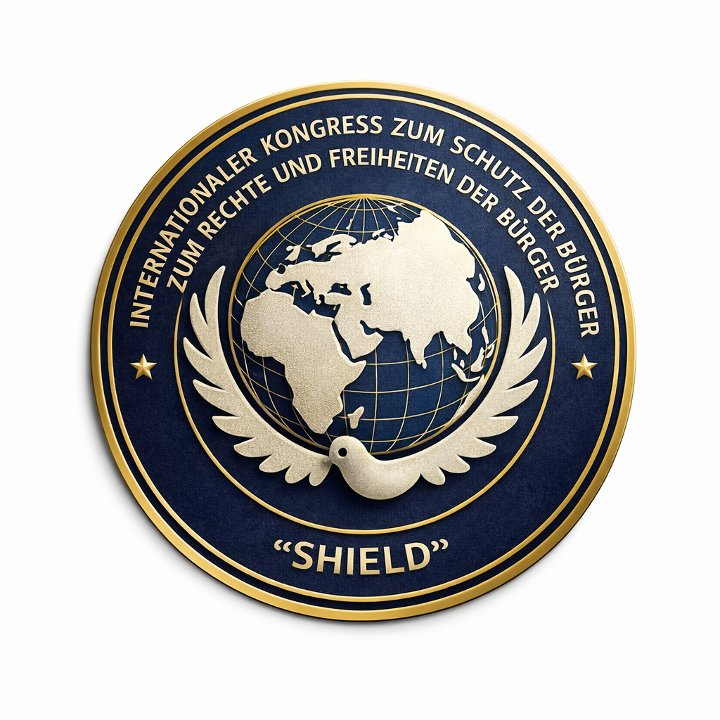 INTERNATIONALER KONGRESS ZUM SCHUTZ DER BÜRGER
ZUM RECHTE UND FREIHEITEN DER BÜRGER
“SHIELD”